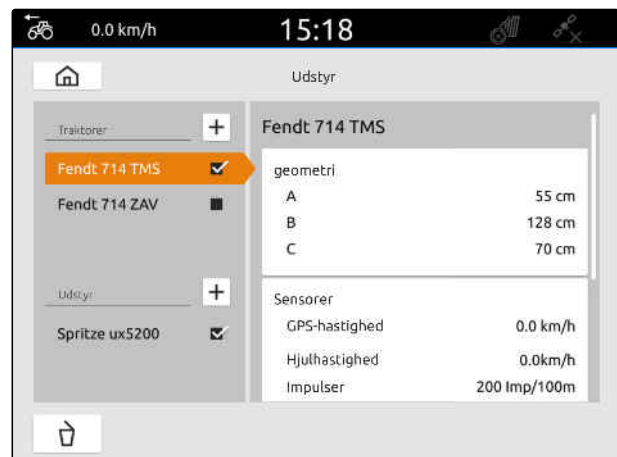 0.0 km/h
15:18
Udstyr
Traktorer
Fendt 714 TMS
Fendt 714 ZAV
Udstyr
Spritze ux5200
Fendt 714 TMS
geometri
A 55 cm
B 128 cm
C 70 cm
Sensorer
GPS-hastighed 0.0 km/h
Hjulhastighed 0.0km/h
Impulser 200 Imp/100m